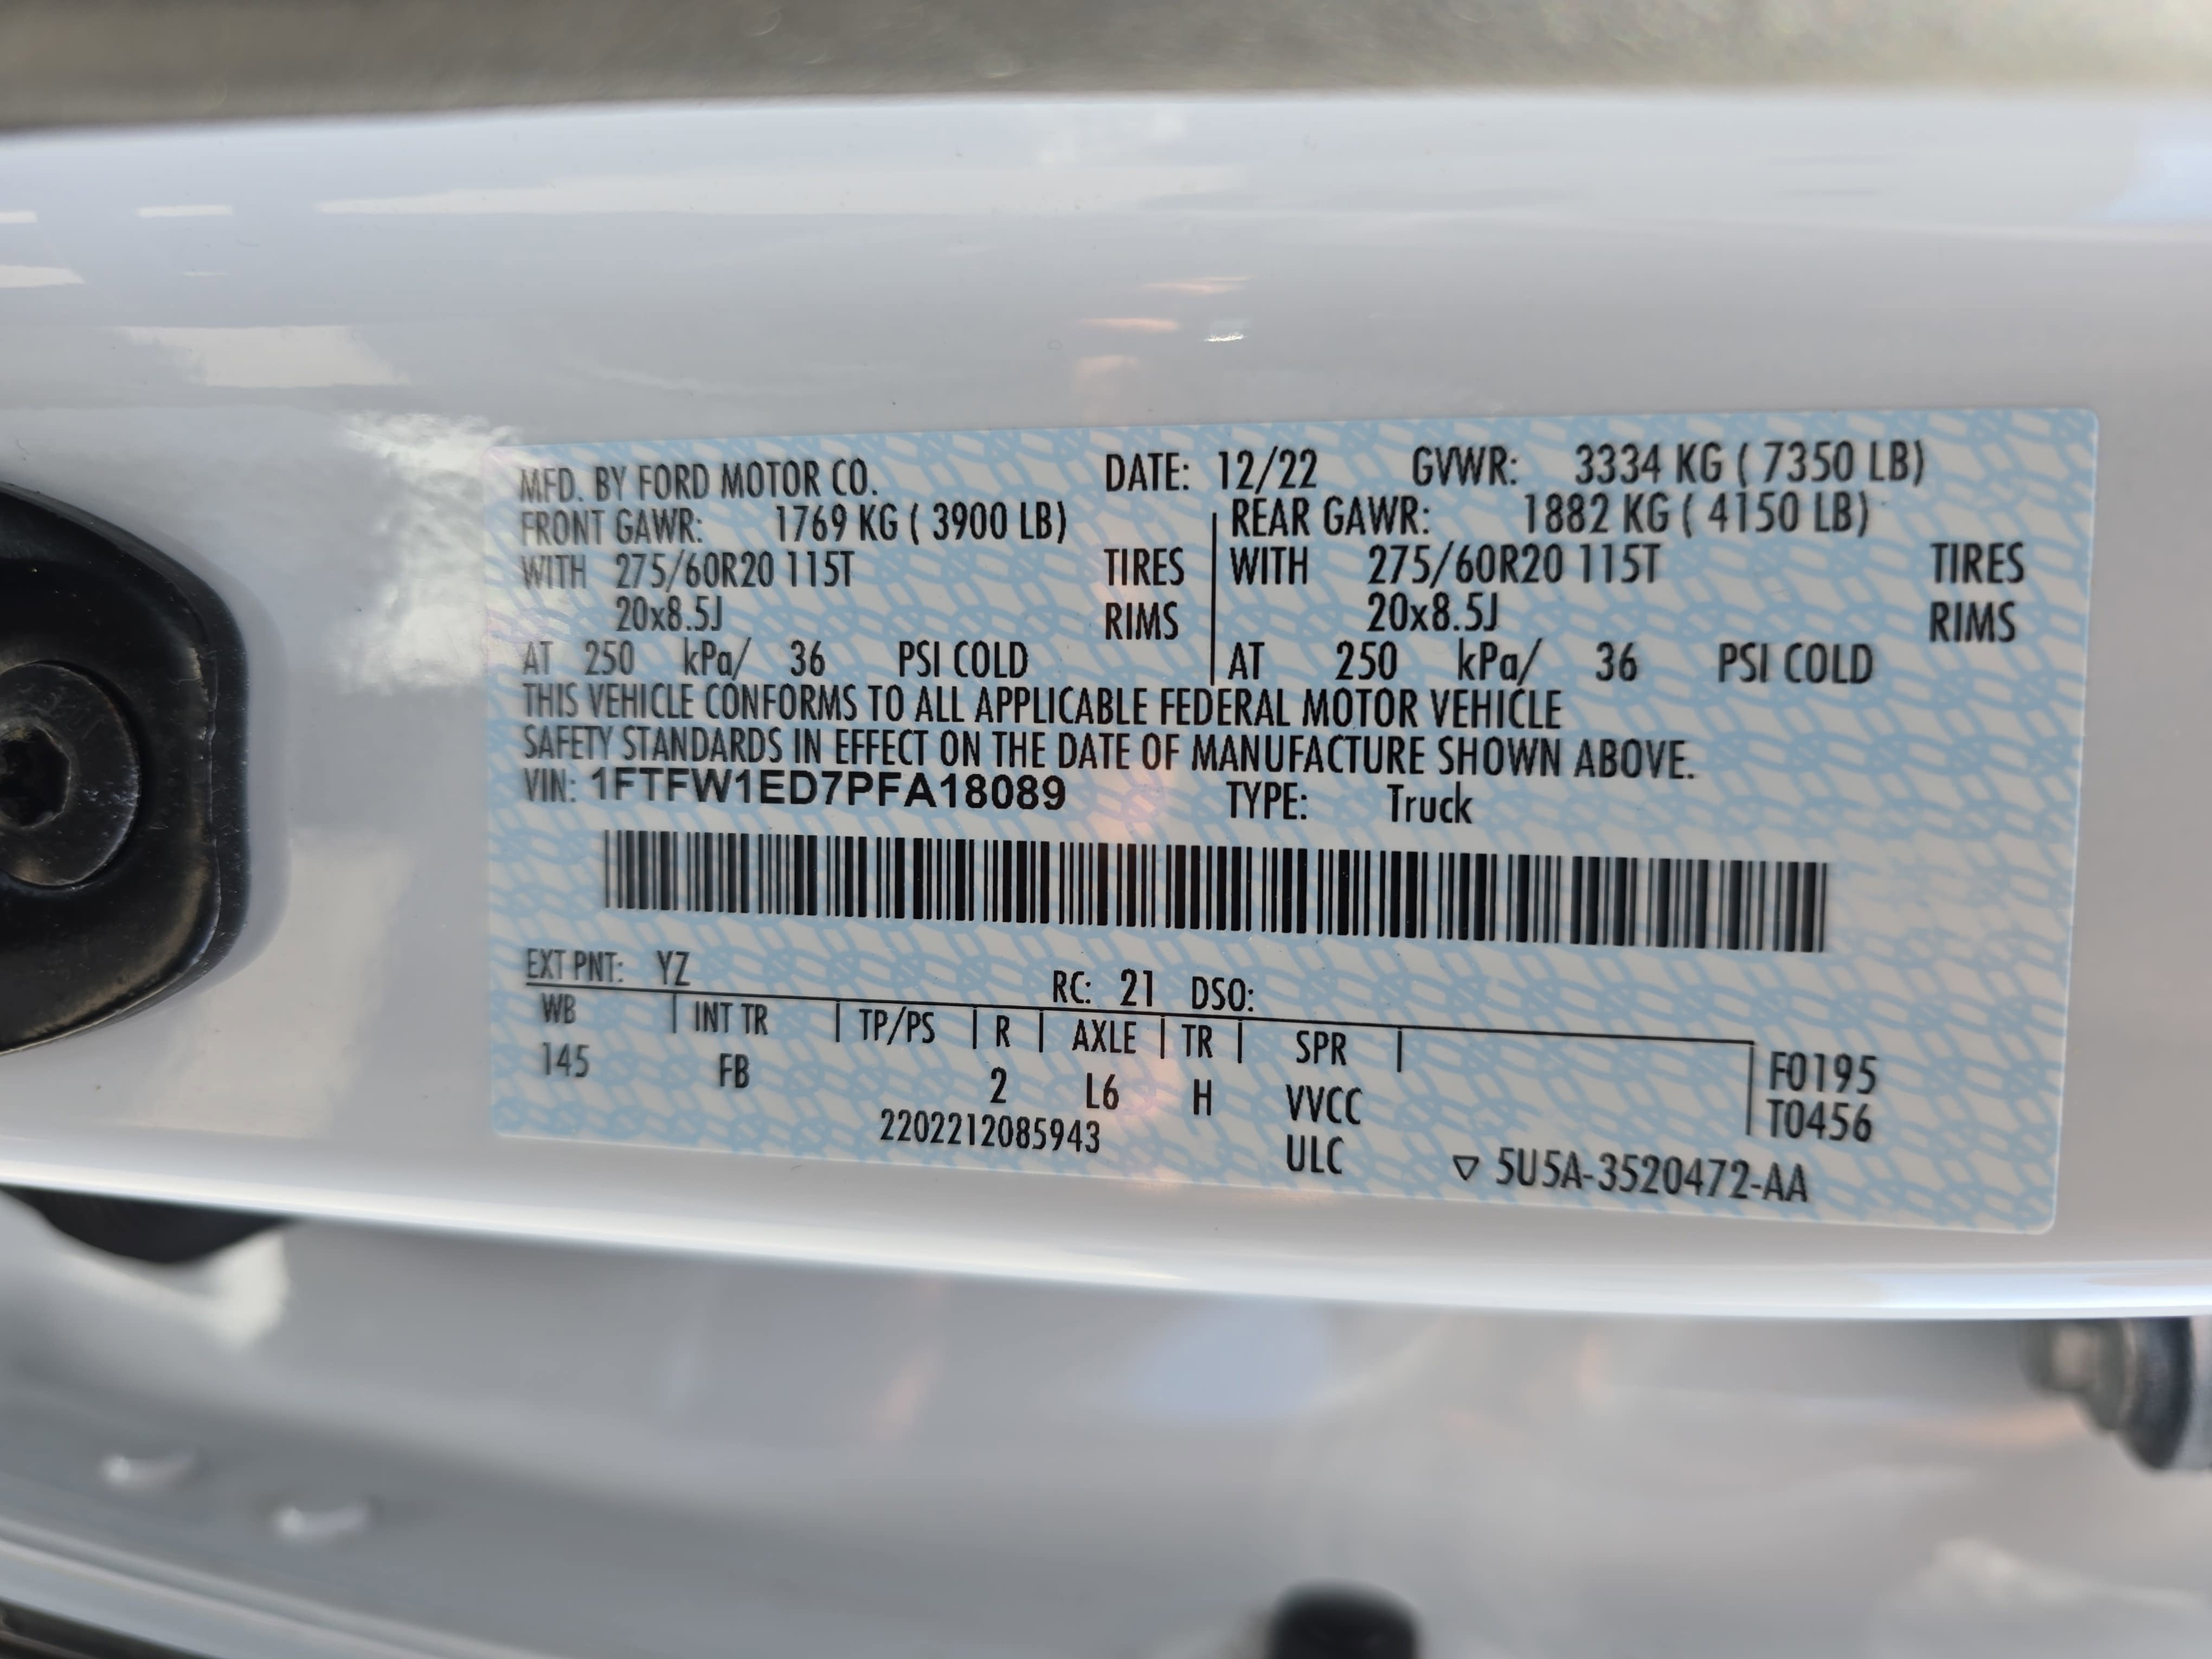 MFD. BY FORD MOTOR CO. DATE: 12/22 GVWR: 3334 KG ( 7350 LB)
FRONT GAWR: 1769 KG ( 3900 LB) REAR GAWR: 1882 KG ( 4150 LB)
WITH 275/60R20 115T TIRES WITH 275/60R20 115T TIRES
20x8.5J RIMS 20x8.5J RIMS
AT 250 kPa/ 36 PSI COLD AT 250 kPa/ 36 PSI COLD
THIS VEHICLE CONFORMS TO ALL APPLICABLE FEDERAL MOTOR VEHICLE
SAFETY STANDARDS IN EFFECT ON THE DATE OF MANUFACTURE SHOWN ABOVE.
VIN: 1FTFW1ED7PFA18089 TYPE: Truck
EXT PNT: YZ RC: 21 DSO:
WB INT TR TP/PS R AXLE TR SPR F0195
145 FB 2 L6 H VVCC T0456
2202212085943 ULC ▽ 5U5A-3520472-AA